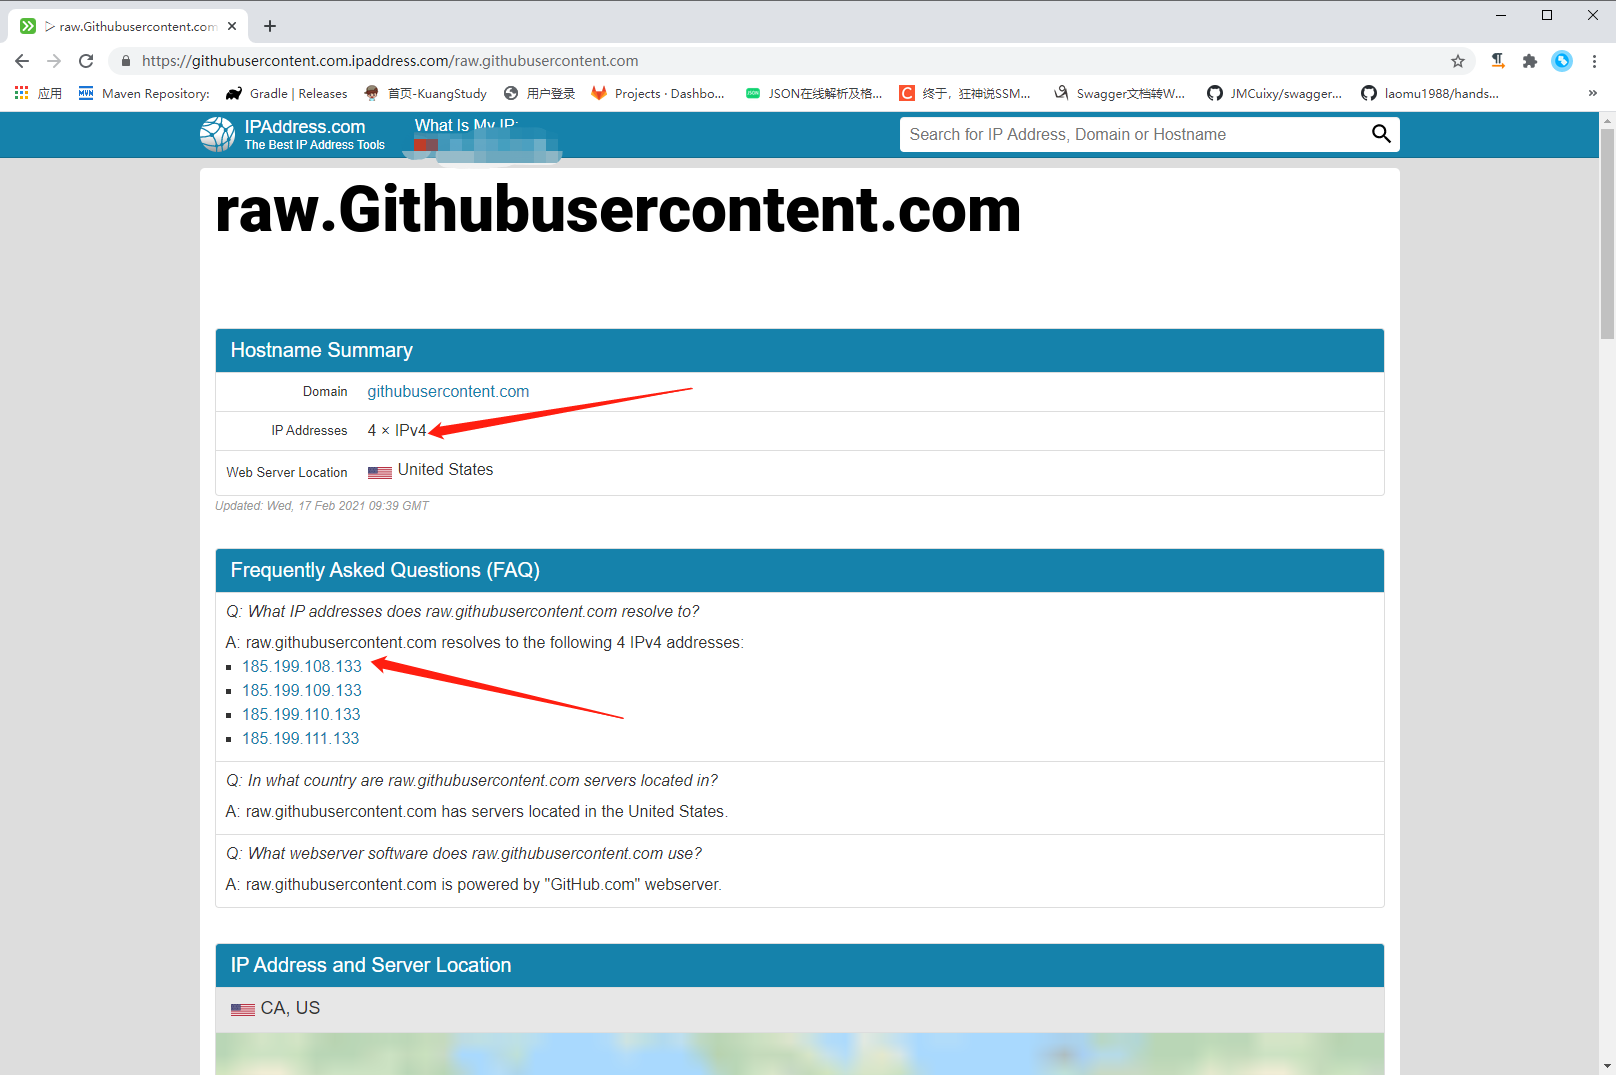 raw.Githubusercontent.com
https://githubusercontent.com.ipaddress.com/raw.githubusercontent.com
应用 Maven Repository: Gradle | Releases 首页-KuangStudy 用户登录 Projects · Dashbo... JSON在线解析及格... 终于，狂神说SSM... Swagger文档转W... JMCuixy/swagger... laomu1988/hands...
IPAddress.com
The Best IP Address Tools
What Is My IP:
Search for IP Address, Domain or Hostname
raw.Githubusercontent.com
Hostname Summary
Domain githubusercontent.com
IP Addresses 4 × IPv4
Web Server Location United States
Updated: Wed, 17 Feb 2021 09:39 GMT
Frequently Asked Questions (FAQ)
Q: What IP addresses does raw.githubusercontent.com resolve to?
A: raw.githubusercontent.com resolves to the following 4 IPv4 addresses:
185.199.108.133
185.199.109.133
185.199.110.133
185.199.111.133
Q: In what country are raw.githubusercontent.com servers located in?
A: raw.githubusercontent.com has servers located in the United States.
Q: What webserver software does raw.githubusercontent.com use?
A: raw.githubusercontent.com is powered by "GitHub.com" webserver.
IP Address and Server Location
CA, US